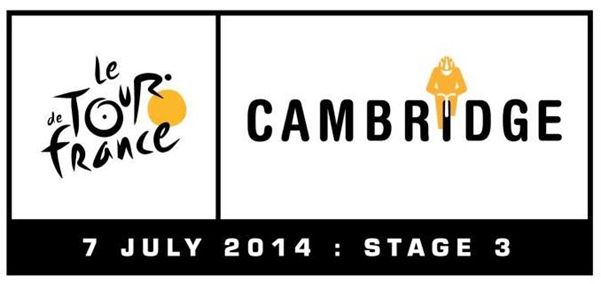 Le
TOUR
de
france
CAMBRIDGE
7 JULY 2014 : STAGE 3